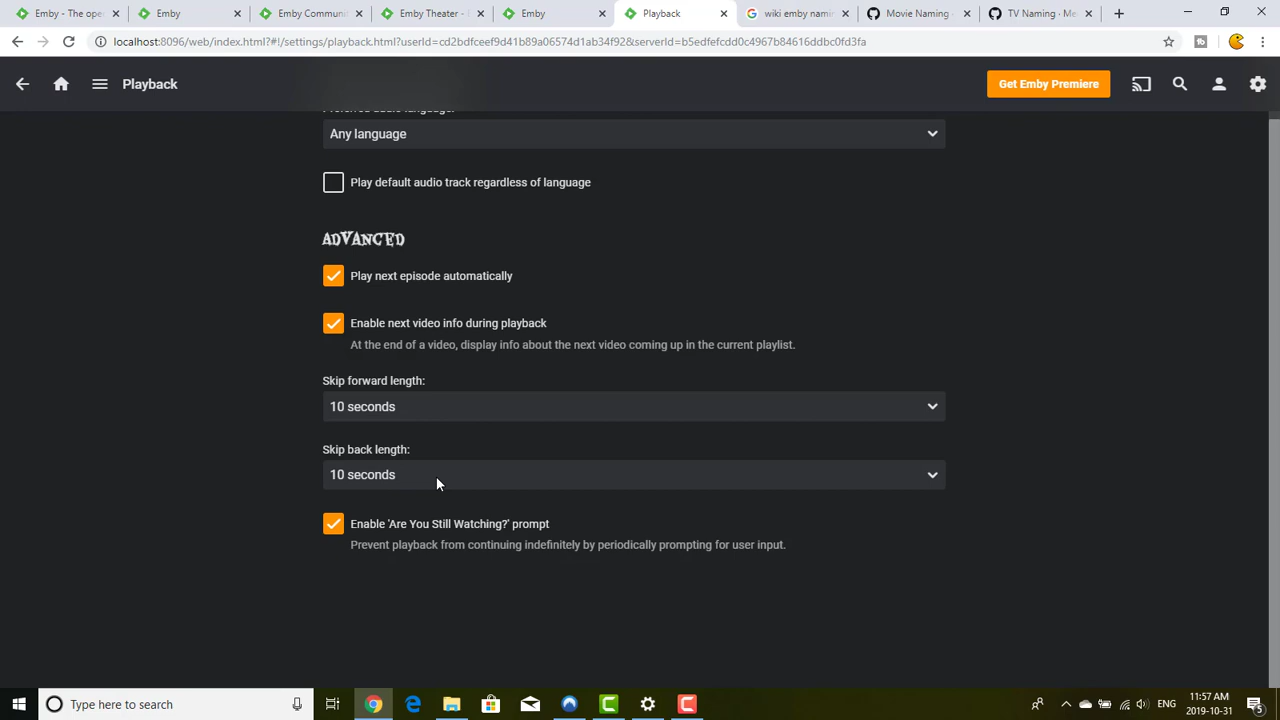 Emby - The ope
Emby
Emby Communi
Emby Theater -
Emby
Playback
wiki emby namin
Movie Naming -
TV Naming - Me
localhost:8096/web/index.html?#!/settings/playback.html?userId=cd2bdfceef9d41b89a06574d1ab34f92&serverId=b5edfefcdd0c4967b84616ddbc0fd3fa
Playback
Get Emby Premiere
Preferred audio language:
Any language
Play default audio track regardless of language
ADVANCED
Play next episode automatically
Enable next video info during playback
At the end of a video, display info about the next video coming up in the current playlist.
Skip forward length:
10 seconds
Skip back length:
10 seconds
Enable 'Are You Still Watching?' prompt
Prevent playback from continuing indefinitely by periodically prompting for user input.
Type here to search
ENG
11:57 AM
2019-10-31